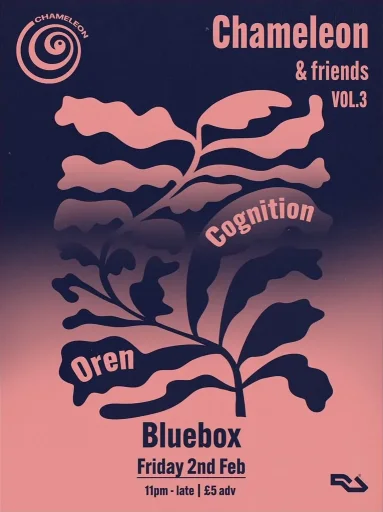 CHAMELEON
Chameleon
& friends
VOL.3
Cognition
Oren
Bluebox
Friday 2nd Feb
11pm - late | £5 adv